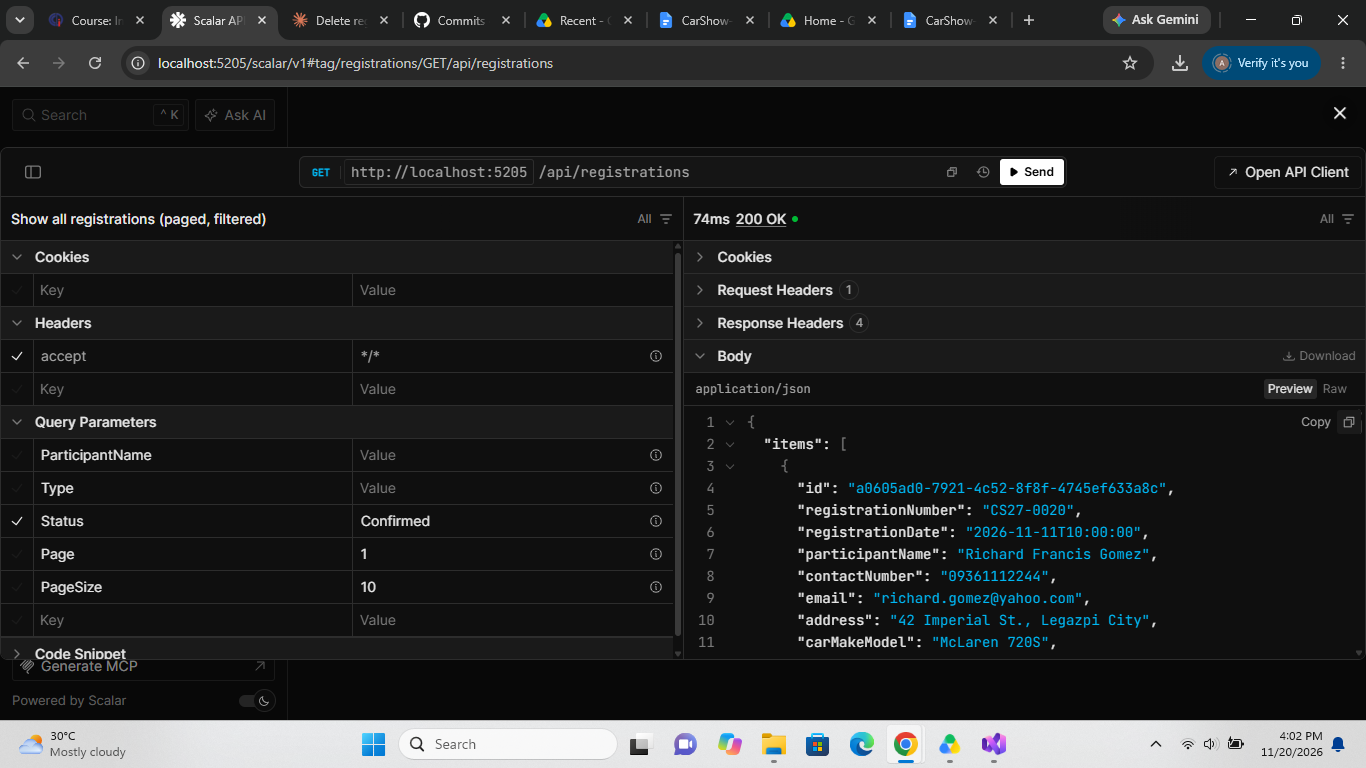 Course: In
Scalar API
Delete re
Commits
Recent - G
CarShow-
Home - G
CarShow-
Ask Gemini
localhost:5205/scalar/v1#tag/registrations/GET/api/registrations
Verify it's you
Search
^ K
Ask AI
GET
http://localhost:5205
/api/registrations
Send
Open API Client
Show all registrations (paged, filtered)
All
Cookies
Key
Value
Headers
accept
*/*
Key
Value
Query Parameters
ParticipantName
Value
Type
Value
Status
Confirmed
Page
1
PageSize
10
Key
Value
Code Snippet
74ms 200 OK
All
Cookies
Request Headers 1
Response Headers 4
Body
Download
application/json
Preview
Raw
Copy
1 {
2 "items": [
3 {
4 "id": "a0605ad0-7921-4c52-8f8f-4745ef633a8c",
5 "registrationNumber": "CS27-0020",
6 "registrationDate": "2026-11-11T10:00:00",
7 "participantName": "Richard Francis Gomez",
8 "contactNumber": "09361112244",
9 "email": "richard.gomez@yahoo.com",
10 "address": "42 Imperial St., Legazpi City",
11 "carMakeModel": "McLaren 720S",
Generate MCP
Powered by Scalar
30°C
Mostly cloudy
Search
4:02 PM
11/20/2026